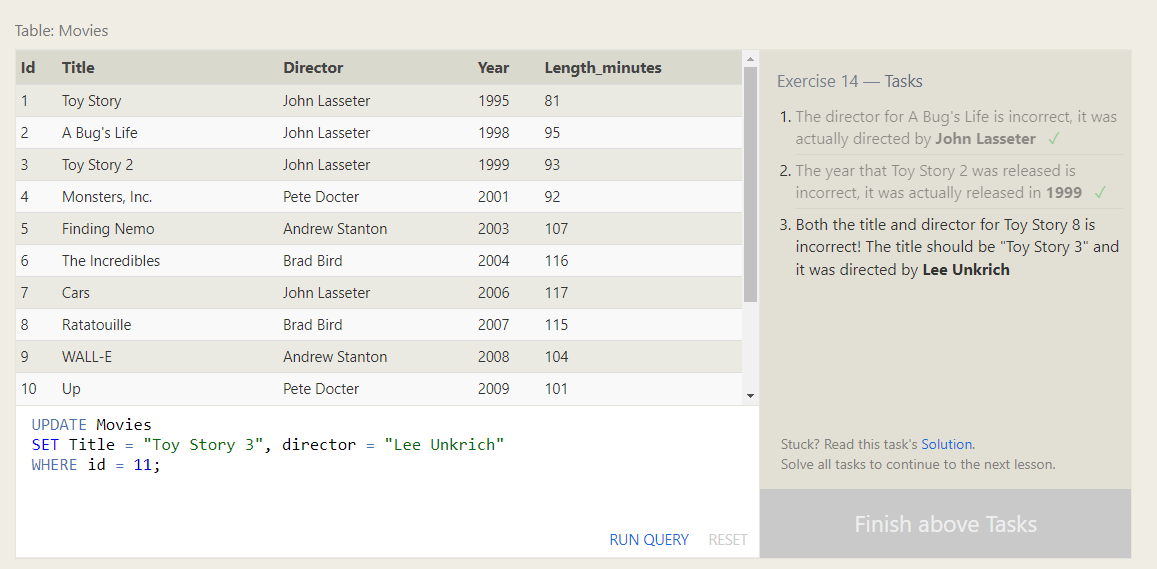 Table: Movies
Id Title Director Year Length_minutes
1 Toy Story John Lasseter 1995 81
2 A Bug's Life John Lasseter 1998 95
3 Toy Story 2 John Lasseter 1999 93
4 Monsters, Inc. Pete Docter 2001 92
5 Finding Nemo Andrew Stanton 2003 107
6 The Incredibles Brad Bird 2004 116
7 Cars John Lasseter 2006 117
8 Ratatouille Brad Bird 2007 115
9 WALL-E Andrew Stanton 2008 104
10 Up Pete Docter 2009 101
UPDATE Movies
SET Title = "Toy Story 3", director = "Lee Unkrich"
WHERE id = 11;
RUN QUERY RESET
Exercise 14 — Tasks
1. The director for A Bug's Life is incorrect, it was
actually directed by John Lasseter ✓
2. The year that Toy Story 2 was released is
incorrect, it was actually released in 1999 ✓
3. Both the title and director for Toy Story 8 is
incorrect! The title should be "Toy Story 3" and
it was directed by Lee Unkrich
Stuck? Read this task's Solution.
Solve all tasks to continue to the next lesson.
Finish above Tasks